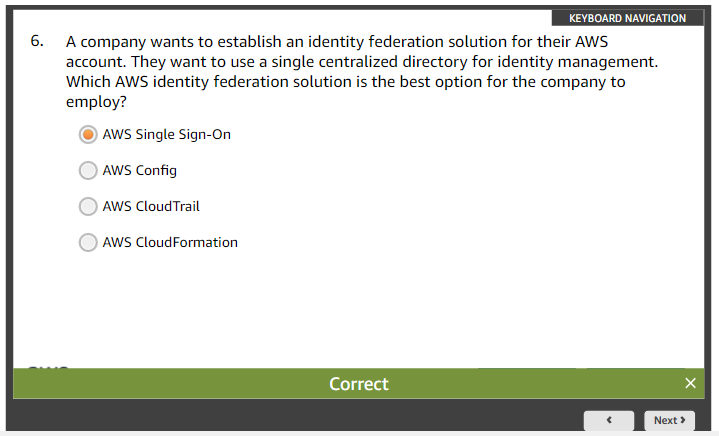 KEYBOARD NAVIGATION
6. A company wants to establish an identity federation solution for their AWS
account. They want to use a single centralized directory for identity management.
Which AWS identity federation solution is the best option for the company to
employ?
AWS Single Sign-On
AWS Config
AWS CloudTrail
AWS CloudFormation
Correct
Next